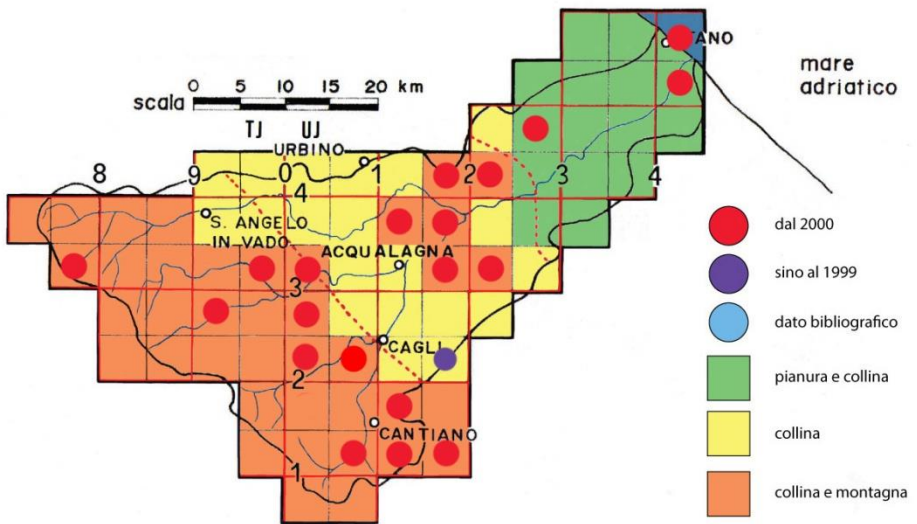 FANO
mare
adriatico
0 5 10 15 20 km
scala
TJ UJ
URBINO
8 9 0 1 2 3 4
4
S. ANGELO
IN VADO
ACQUALAGNA
3
CAGLI
2
CANTIANO
1
dal 2000
sino al 1999
dato bibliografico
pianura e collina
collina
collina e montagna